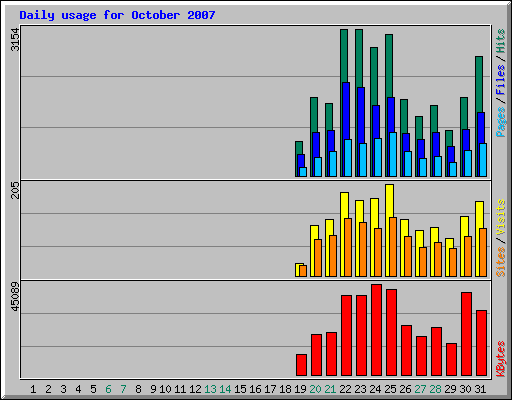 Daily usage for October 2007
3154
Pages / Files / Hits
205
Sites / Visits
45089
KBytes
1 2 3 4 5 6 7 8 9 10 11 12 13 14 15 16 17 18 19 20 21 22 23 24 25 26 27 28 29 30 31